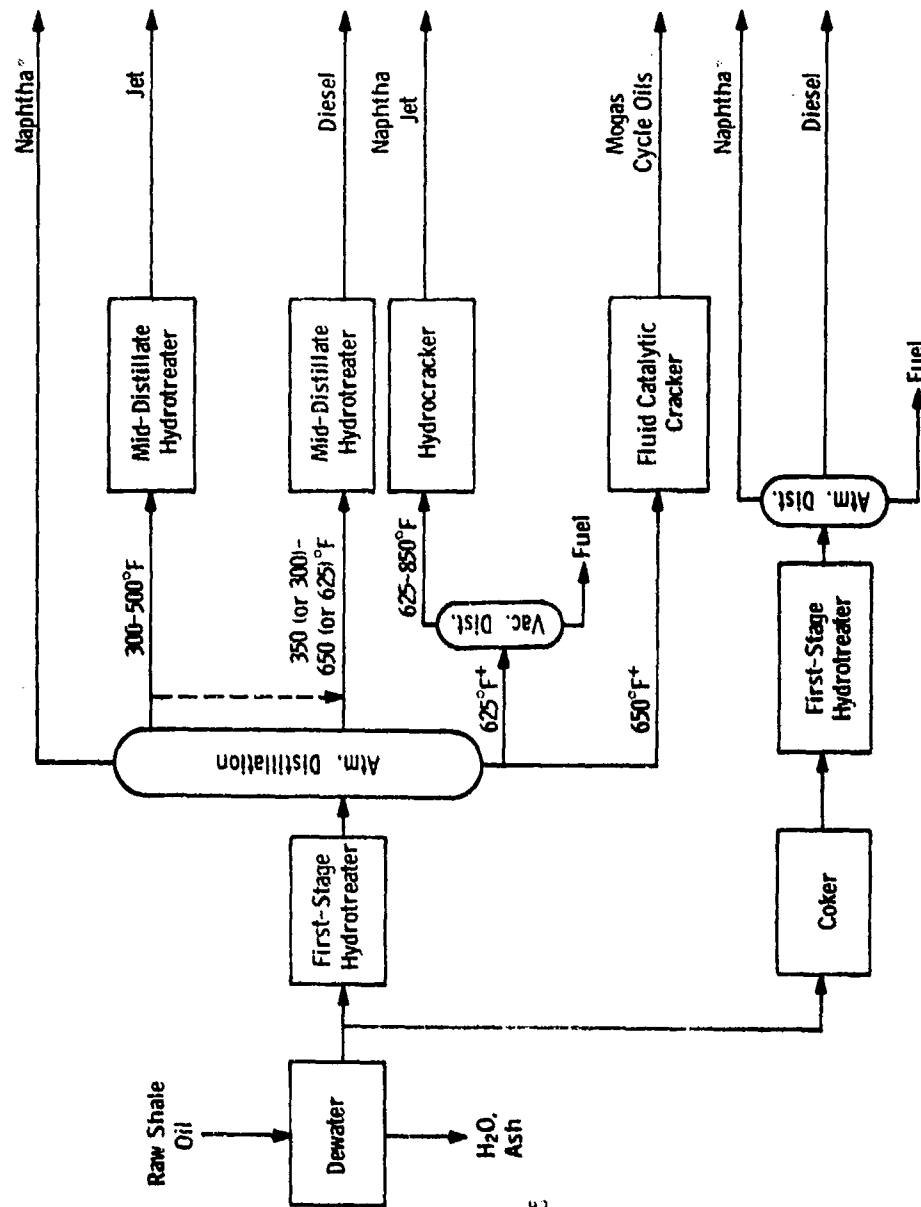 Raw Shale
Oil
Dewater
H₂O,
Ash
First-Stage
Hydrotreater
Atm. Distillation
Naphtha
300-500°F
Mid-Distillate
Hydrotreater
Jet
350 (or 300)-
650 (or 625)°F
Mid-Distillate
Hydrotreater
Diesel
625°F+
Vac. Dist.
Fuel
625-850°F
Hydrocracker
Naphtha
Jet
650°F+
Fluid Catalytic
Cracker
Mogas
Cycle Oils
Coker
First-Stage
Hydrotreater
Atm. Dist.
Naphtha
Diesel
Fuel